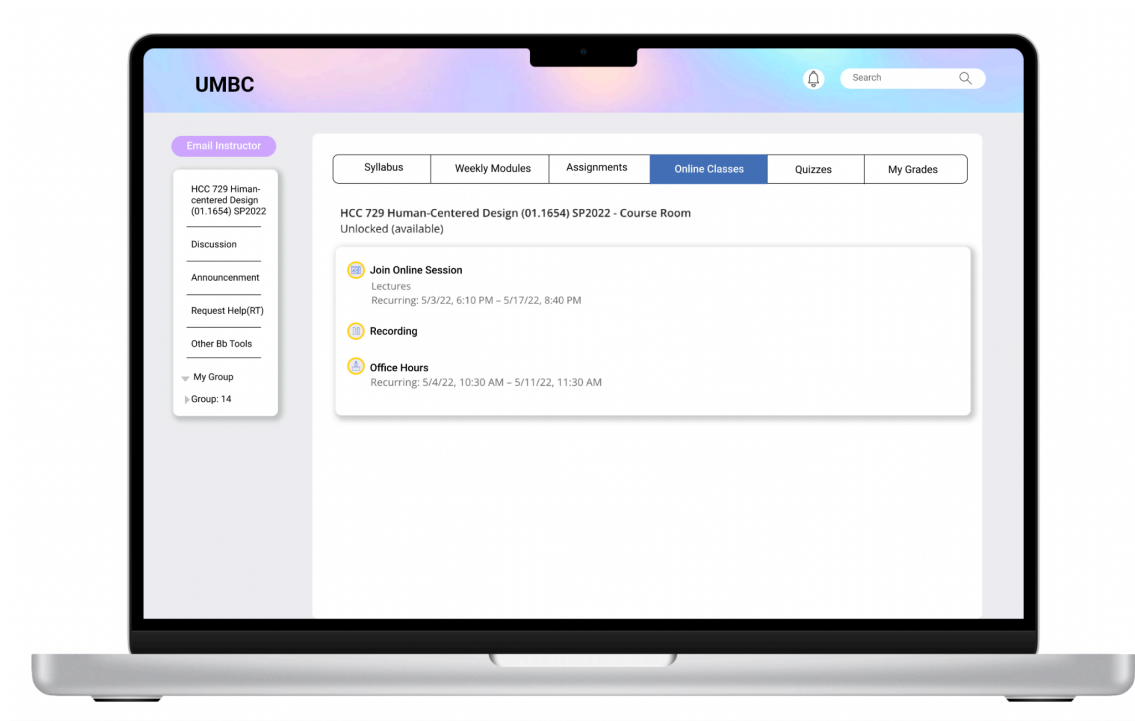 UMBC
Search
Email Instructor
HCC 729 Himan-
centered Design
(01.1654) SP2022
Discussion
Announcenment
Request Help(RT)
Other Bb Tools
My Group
Group: 14
Syllabus
Weekly Modules
Assignments
Online Classes
Quizzes
My Grades
HCC 729 Human-Centered Design (01.1654) SP2022 - Course Room
Unlocked (available)
Join Online Session
Lectures
Recurring: 5/3/22, 6:10 PM – 5/17/22, 8:40 PM
Recording
Office Hours
Recurring: 5/4/22, 10:30 AM – 5/11/22, 11:30 AM